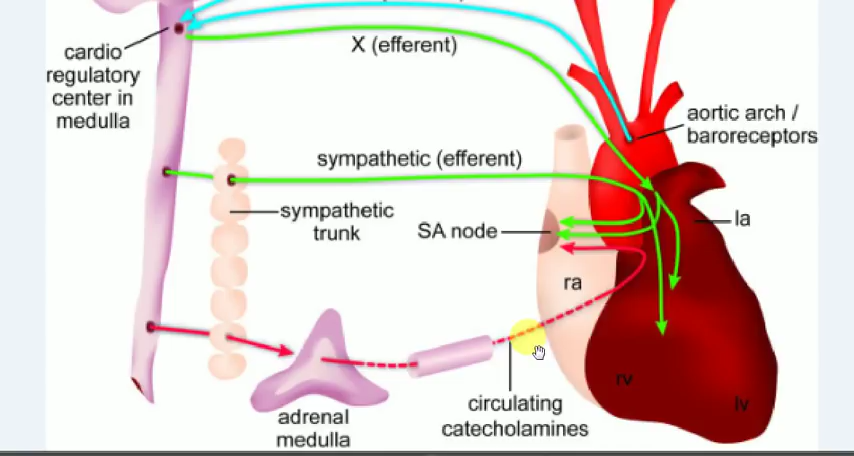 cardio
regulatory
center in
medulla
X (efferent)
aortic arch /
baroreceptors
sympathetic (efferent)
sympathetic
trunk
SA node
la
ra
rv
lv
circulating
catecholamines
adrenal
medulla